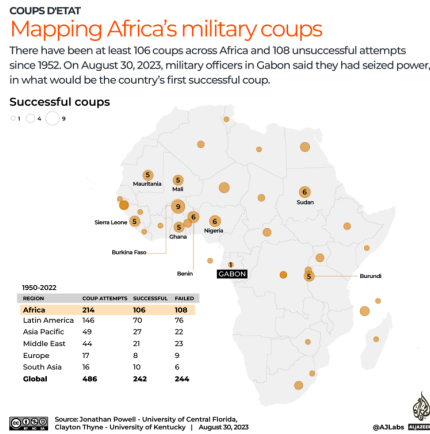 COUPS D'ETAT
Mapping Africa's military coups
There have been at least 106 coups across Africa and 108 unsuccessful attempts
since 1952. On August 30, 2023, military officers in Gabon said they had seized power,
in what would be the country's first successful coup.
Successful coups
1 4 9
5
Mauritania
5
Mali
6
Sudan
9
Sierra Leone 5
5
Ghana
6
6
Nigeria
Burkina Faso
Benin
1
GABON
5
Burundi
1950-2022
REGION COUP ATTEMPTS SUCCESSFUL FAILED
Africa 214 106 108
Latin America 146 70 76
Asia Pacific 49 27 22
Middle East 44 21 23
Europe 17 8 9
South Asia 16 10 6
Global 486 242 244
Source: Jonathan Powell - University of Central Florida,
Clayton Thyne - University of Kentucky | August 30, 2023
@AJLabs ALJAZEERA